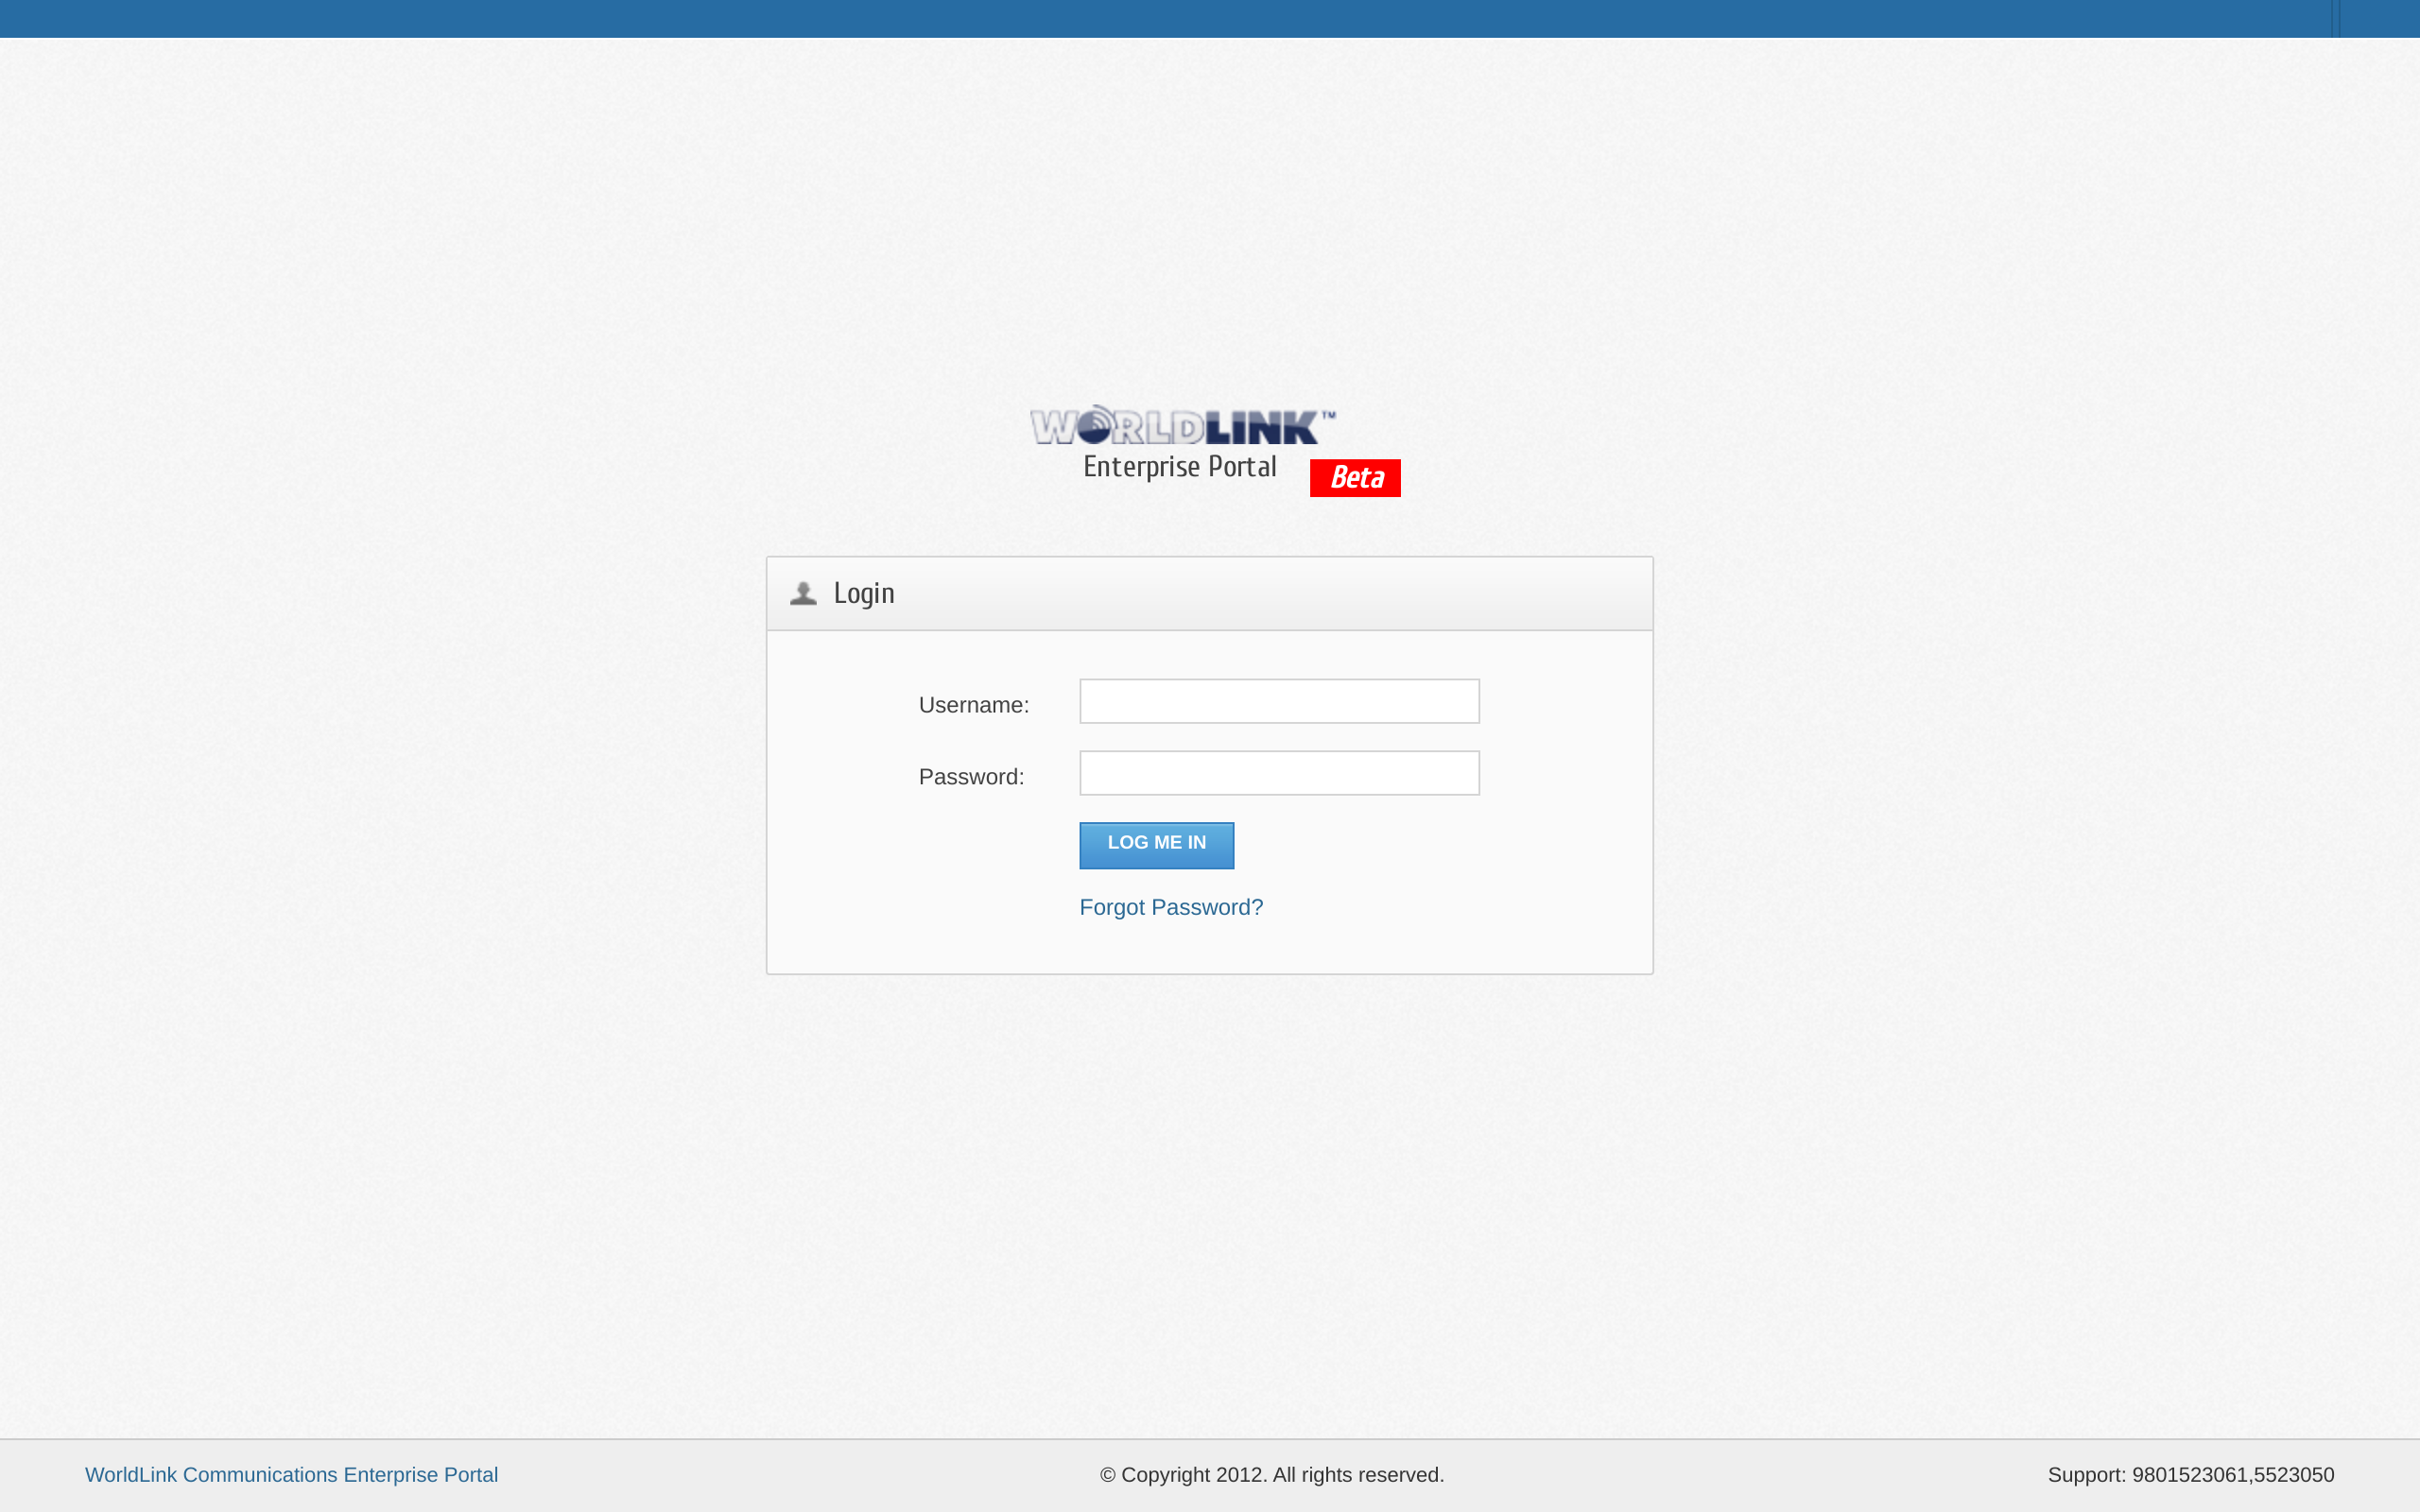 WORLDLINK™
Enterprise Portal
Beta
Login
Username:
Password:
LOG ME IN
Forgot Password?
WorldLink Communications Enterprise Portal
© Copyright 2012. All rights reserved.
Support: 9801523061,5523050